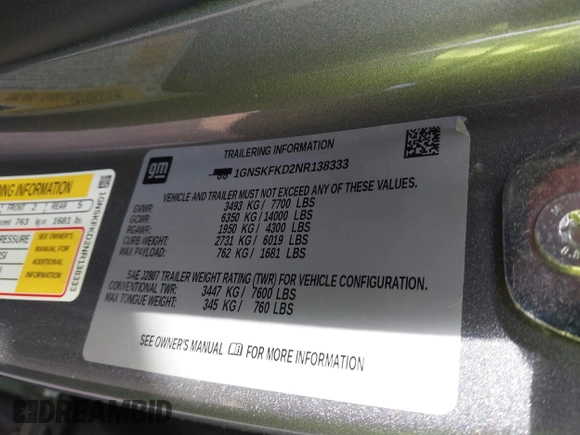 TRAILERING INFORMATION
gm
1GNSKFKD2NR138333
VEHICLE AND TRAILER MUST NOT EXCEED ANY OF THESE VALUES.
GVWR: 3493 KG / 7700 LBS
GCWR: 6350 KG/14000 LBS
RGAWR: 1950 KG / 4300 LBS
CURB WEIGHT: 2731 KG / 6019 LBS
MAX PAYLOAD: 762 KG / 1681 LBS
SAE J2807 TRAILER WEIGHT RATING (TWR) FOR VEHICLE CONFIGURATION.
CONVENTIONAL TWR: 3447 KG/ 7600 LBS
MAX TONGUE WEIGHT: 345 KG/ 760 LBS
SEE OWNER'S MANUAL FOR MORE INFORMATION
ING INFORMATION
FRONT 2 REAR 5
763 kg or 1681 lbs.
PRESSURE
SEE OWNER'S
MANUAL FOR
ADDITIONAL
INFORMATION
1GNSKFKD2NR138333
DREAMBID